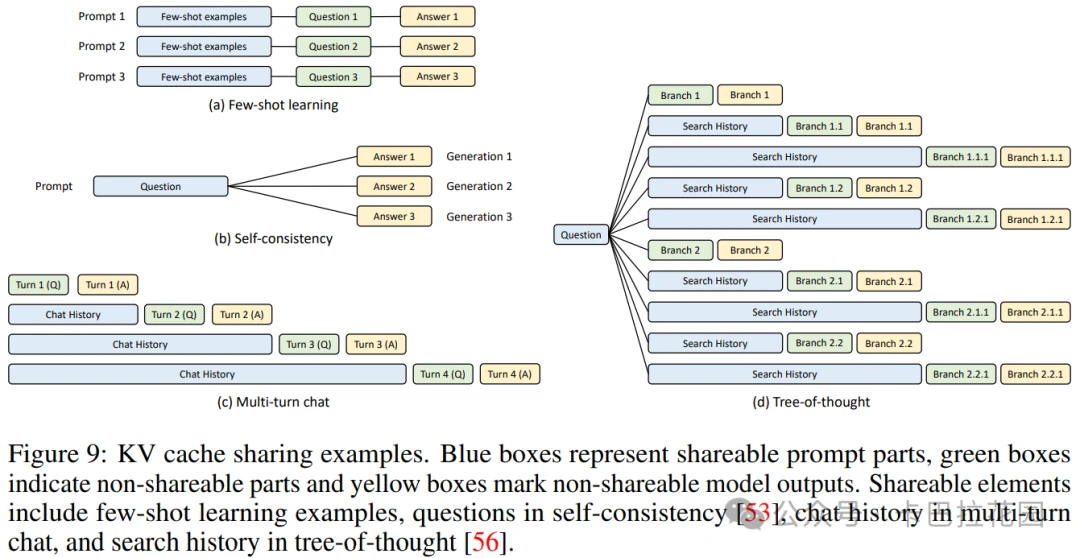 Prompt 1 Few-shot examples Question 1 Answer 1
Prompt 2 Few-shot examples Question 2 Answer 2
Prompt 3 Few-shot examples Question 3 Answer 3
(a) Few-shot learning
Prompt Question
Answer 1 Generation 1
Answer 2 Generation 2
Answer 3 Generation 3
(b) Self-consistency
Turn 1 (Q) Turn 1 (A)
Chat History Turn 2 (Q) Turn 2 (A)
Chat History Turn 3 (Q) Turn 3 (A)
Chat History Turn 4 (Q) Turn 4 (A)
(c) Multi-turn chat
Question
Branch 1 Branch 1
Search History Branch 1.1 Branch 1.1
Search History Branch 1.1.1 Branch 1.1.1
Search History Branch 1.2 Branch 1.2
Search History Branch 1.2.1 Branch 1.2.1
Branch 2 Branch 2
Search History Branch 2.1 Branch 2.1
Search History Branch 2.1.1 Branch 2.1.1
Search History Branch 2.2 Branch 2.2
Search History Branch 2.2.1 Branch 2.2.1
(d) Tree-of-thought
Figure 9: KV cache sharing examples. Blue boxes represent shareable prompt parts, green boxes
indicate non-shareable parts and yellow boxes mark non-shareable model outputs. Shareable elements
include few-shot learning examples, questions in self-consistency [53], chat history in multi-turn
chat, and search history in tree-of-thought [56].
公众号 卡巴拉花园